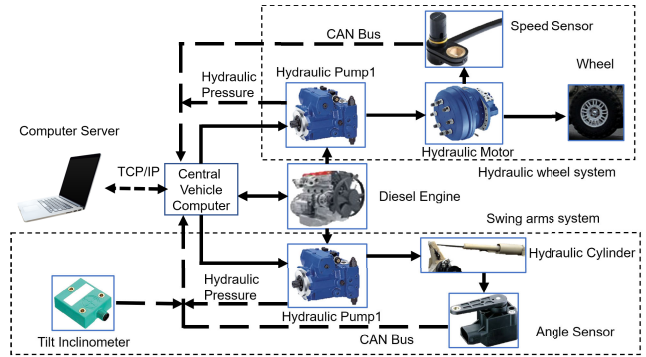 CAN Bus
Speed Sensor
Hydraulic
Pressure
Hydraulic Pump1
Wheel
Computer Server
Hydraulic Motor
TCP/IP
Central
Vehicle
Computer
Hydraulic wheel system
Diesel Engine
Swing arms system
Hydraulic Cylinder
Hydraulic
Pressure
Hydraulic Pump1
Tilt Inclinometer
CAN Bus
Angle Sensor